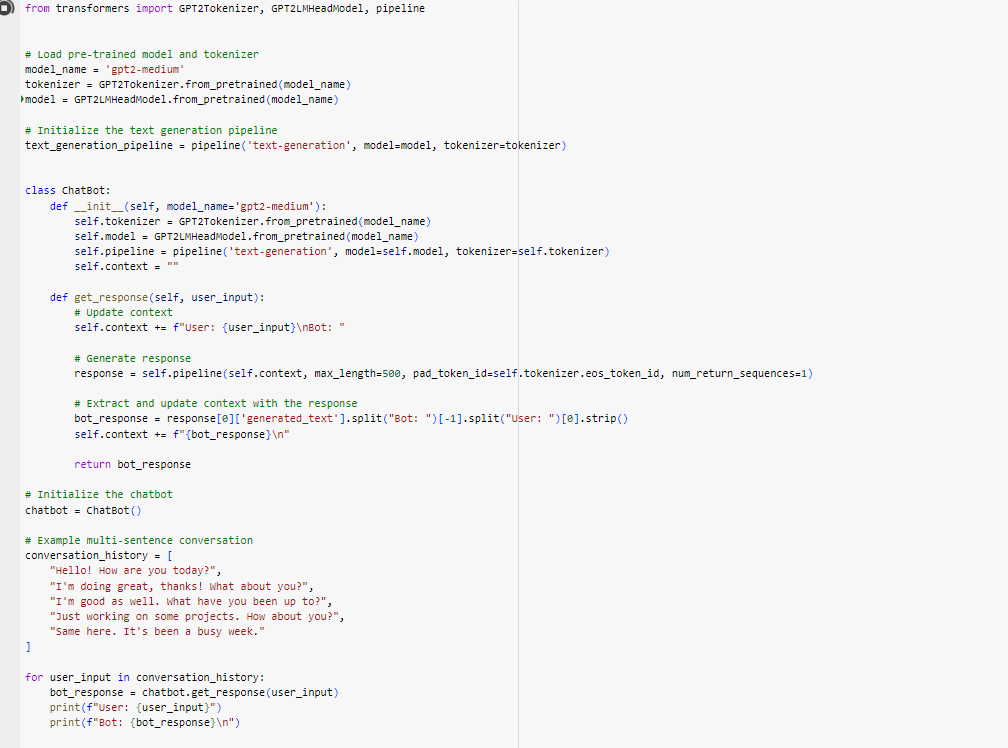 from transformers import GPT2Tokenizer, GPT2LMHeadModel, pipeline
# Load pre-trained model and tokenizer
model_name = 'gpt2-medium'
tokenizer = GPT2Tokenizer.from_pretrained(model_name)
model = GPT2LMHeadModel.from_pretrained(model_name)
# Initialize the text generation pipeline
text_generation_pipeline = pipeline('text-generation', model=model, tokenizer=tokenizer)
class ChatBot:
    def __init__(self, model_name='gpt2-medium'):
        self.tokenizer = GPT2Tokenizer.from_pretrained(model_name)
        self.model = GPT2LMHeadModel.from_pretrained(model_name)
        self.pipeline = pipeline('text-generation', model=self.model, tokenizer=self.tokenizer)
        self.context = ""
    def get_response(self, user_input):
        # Update context
        self.context += f"User: {user_input}\nBot: "
        # Generate response
        response = self.pipeline(self.context, max_length=500, pad_token_id=self.tokenizer.eos_token_id, num_return_sequences=1)
        # Extract and update context with the response
        bot_response = response[0]['generated_text'].split("Bot: ")[-1].split("User: ")[0].strip()
        self.context += f"{bot_response}\n"
        return bot_response
# Initialize the chatbot
chatbot = ChatBot()
# Example multi-sentence conversation
conversation_history = [
    "Hello! How are you today?",
    "I'm doing great, thanks! What about you?",
    "I'm good as well. What have you been up to?",
    "Just working on some projects. How about you?",
    "Same here. It's been a busy week."
]
for user_input in conversation_history:
    bot_response = chatbot.get_response(user_input)
    print(f"User: {user_input}")
    print(f"Bot: {bot_response}\n")